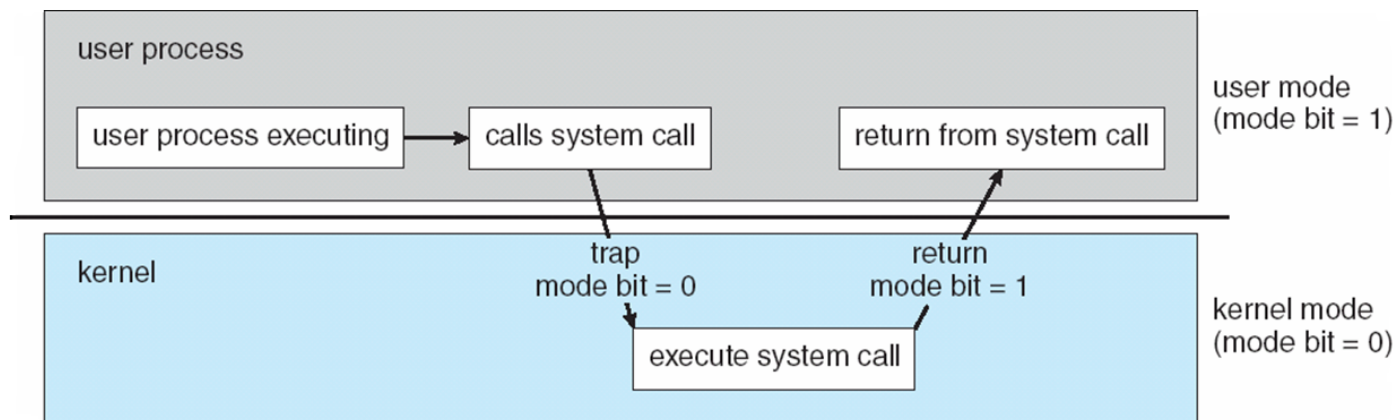 user process
user process executing
calls system call
return from system call
user mode
(mode bit = 1)
kernel
trap
mode bit = 0
return
mode bit = 1
execute system call
kernel mode
(mode bit = 0)